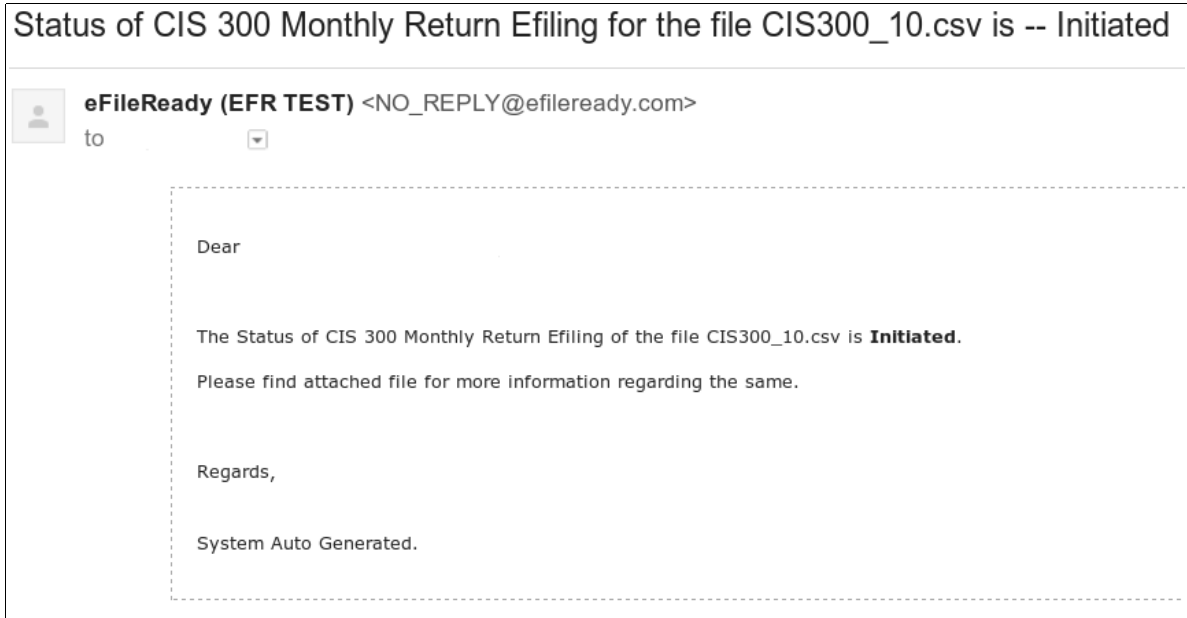 Status of CIS 300 Monthly Return Efiling for the file CIS300_10.csv is -- Initiated
eFileReady (EFR TEST) <NO_REPLY@efileready.com>
to
Dear
The Status of CIS 300 Monthly Return Efiling of the file CIS300_10.csv is Initiated.
Please find attached file for more information regarding the same.
Regards,
System Auto Generated.